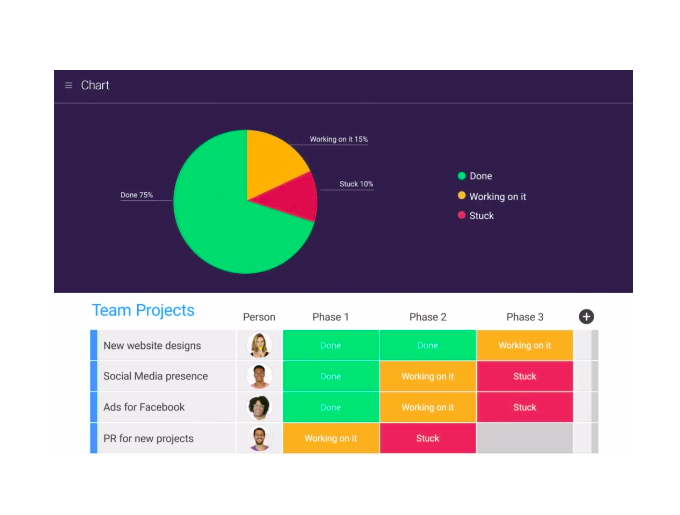 Chart
Working on it 15%
Stuck 10%
Done 75%
Done
Working on it
Stuck
Team Projects
Person Phase 1 Phase 2 Phase 3
New website designs Done Done Working on it
Social Media presence Done Working on it Stuck
Ads for Facebook Done Working on it Stuck
PR for new projects Working on it Stuck